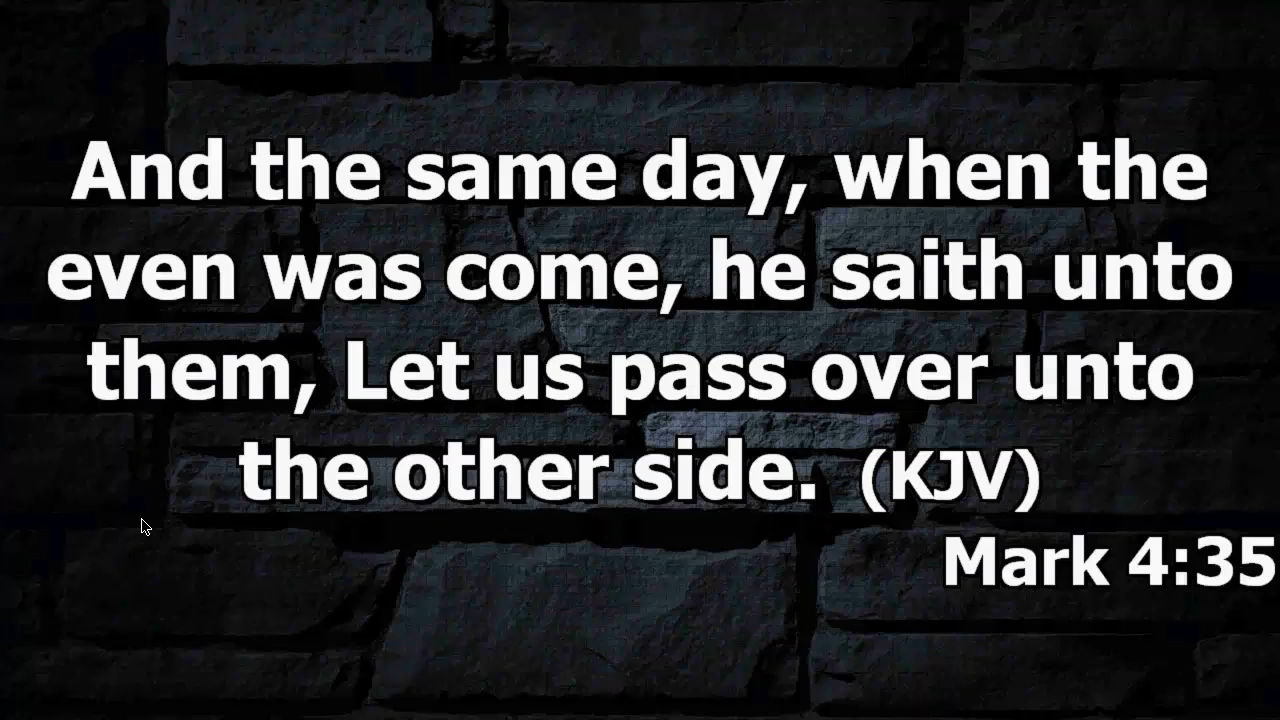 And the same day, when the
even was come, he saith unto
them, Let us pass over unto
the other side. (KJV)
Mark 4:35